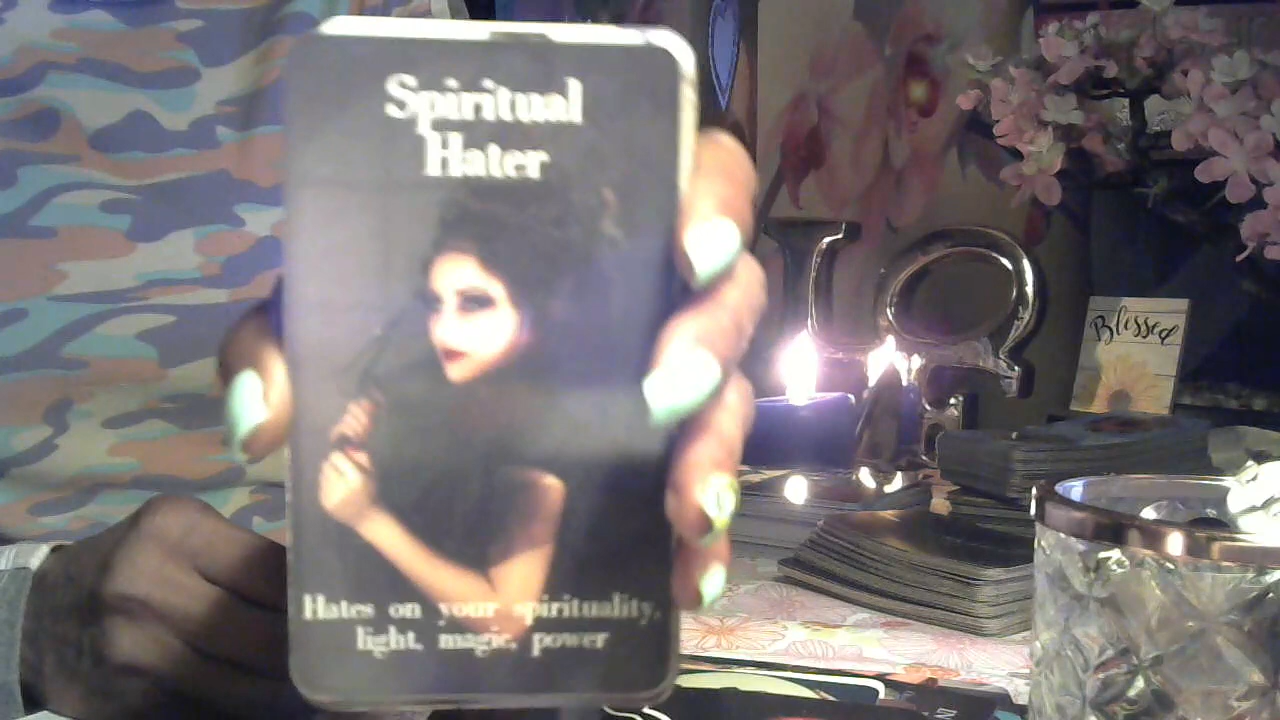 Spiritual
Hater
Hates on your spirituality,
light, magic, power
Blessed